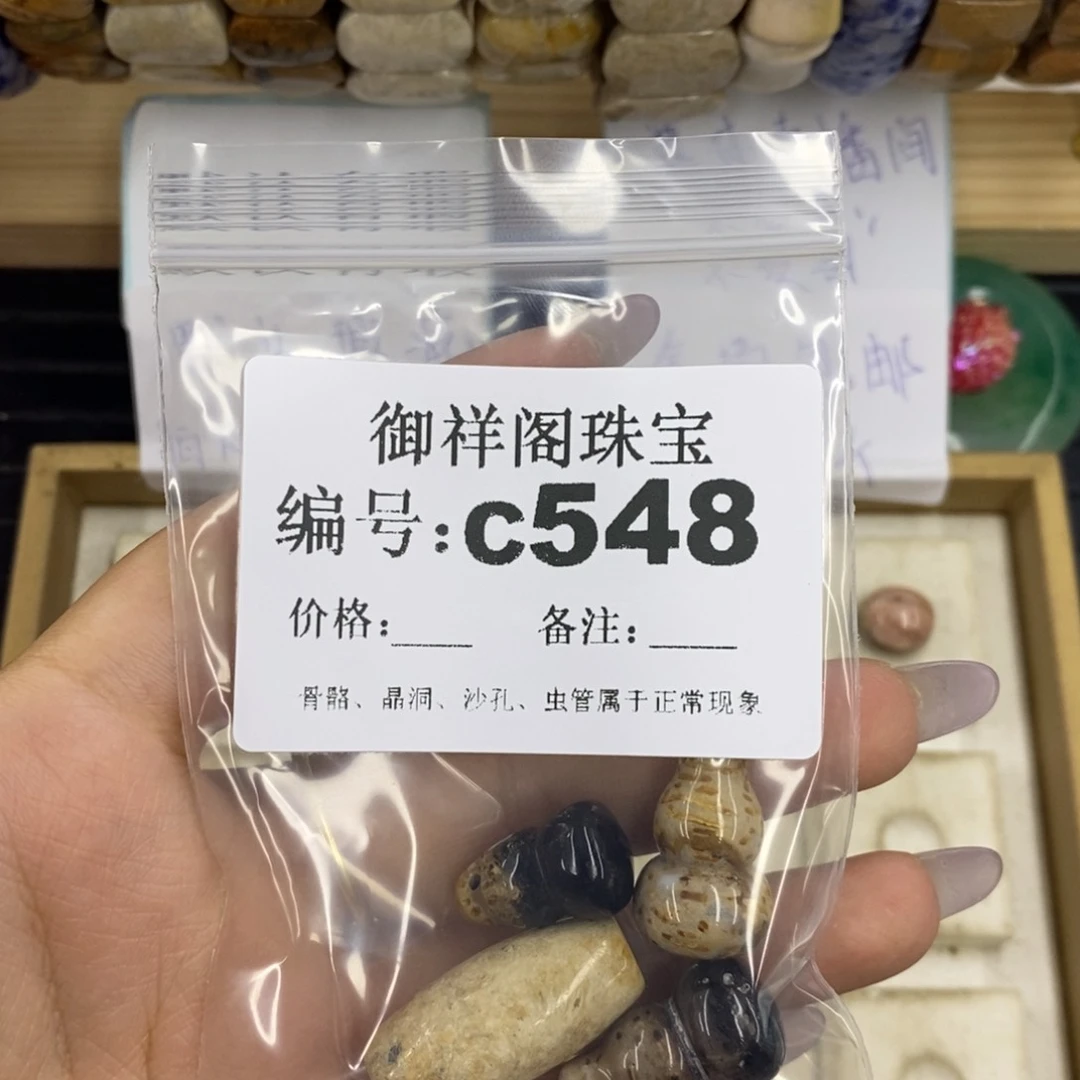 御祥阁珠宝
编号:c548
价格:____ 备注:____
骨骼、晶洞、沙孔、虫管属于正常现象